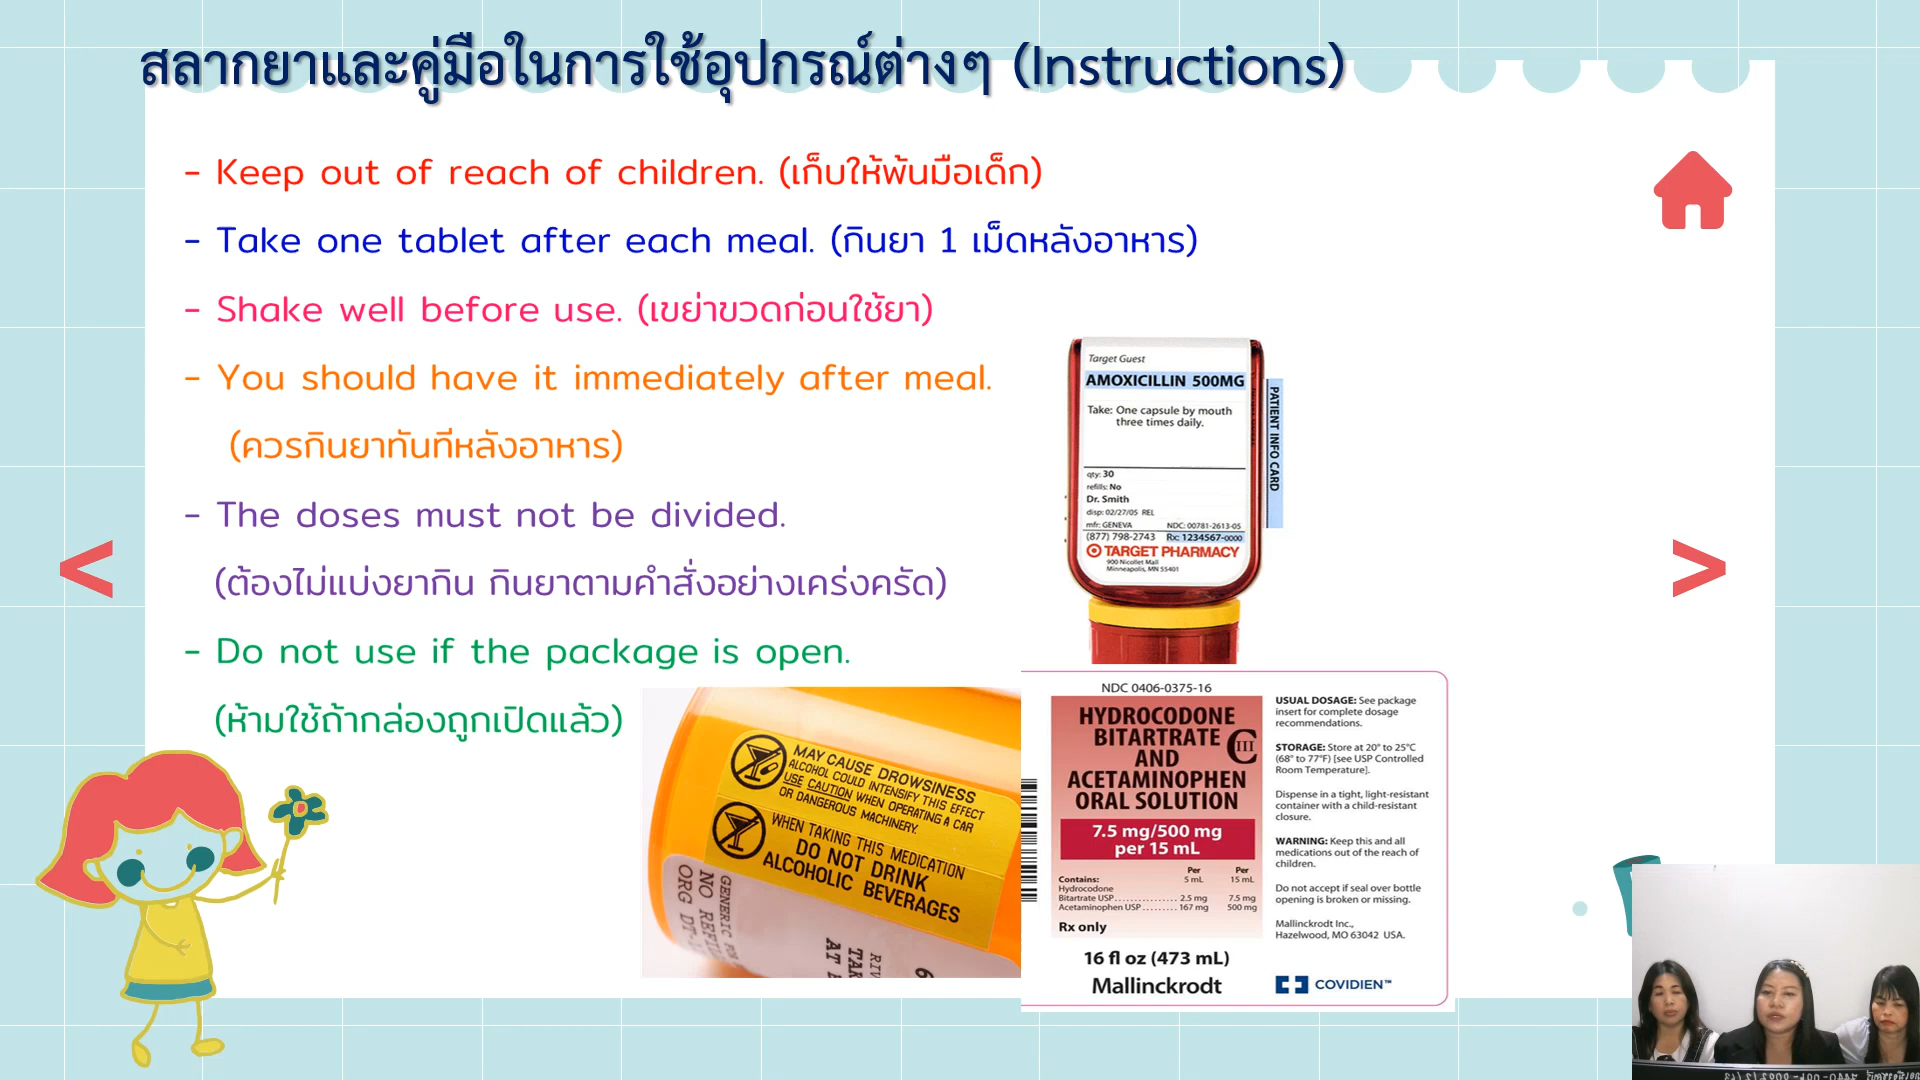 สลากยาและคู่มือในการใช้อุปกรณ์ต่างๆ (Instructions)
- Keep out of reach of children. (เก็บให้พ้นมือเด็ก)
- Take one tablet after each meal. (กินยา 1 เม็ดหลังอาหาร)
- Shake well before use. (เขย่าขวดก่อนใช้ยา)
- You should have it immediately after meal.
(ควรกินยาทันทีหลังอาหาร)
- The doses must not be divided.
(ต้องไม่แบ่งยากิน กินยาตามคำสั่งอย่างเคร่งครัด)
- Do not use if the package is open.
(ห้ามใช้ถ้ากล่องถูกเปิดแล้ว)
<
>
Target Guest
AMOXICILLIN 500MG
Take: One capsule by mouth
three times daily.
qty: 30
refills: No
Dr. Smith
disp: 02/27/05 REL
mfr: GENEVA NDC: 00781-2613-05
(877) 798-2743 Rx: 1234567-0000
TARGET PHARMACY
900 Nicollet Mall
Minneapolis, MN 55401
PATIENT INFO CARD
MAY CAUSE DROWSINESS
ALCOHOL COULD INTENSIFY THIS EFFECT
USE CAUTION WHEN OPERATING A CAR
OR DANGEROUS MACHINERY.
WHEN TAKING THIS MEDICATION
DO NOT DRINK
ALCOHOLIC BEVERAGES
GENERIC FOR
NO REFIL
ORG DT
NDC 0406-0375-16
HYDROCODONE
BITARTRATE
AND
ACETAMINOPHEN
ORAL SOLUTION
CIII
7.5 mg/500 mg
per 15 mL
Per Per
Contains: 5 mL 15 mL
Hydrocodone
Bitartrate USP............... 2.5 mg 7.5 mg
Acetaminophen USP......... 167 mg 500 mg
Rx only
16 fl oz (473 mL)
Mallinckrodt
USUAL DOSAGE: See package
insert for complete dosage
recommendations.
STORAGE: Store at 20° to 25°C
(68° to 77°F) [see USP Controlled
Room Temperature].
Dispense in a tight, light-resistant
container with a child-resistant
closure.
WARNING: Keep this and all
medications out of the reach of
children.
Do not accept if seal over bottle
opening is broken or missing.
Mallinckrodt Inc.,
Hazelwood, MO 63042 USA.
COVIDIEN™